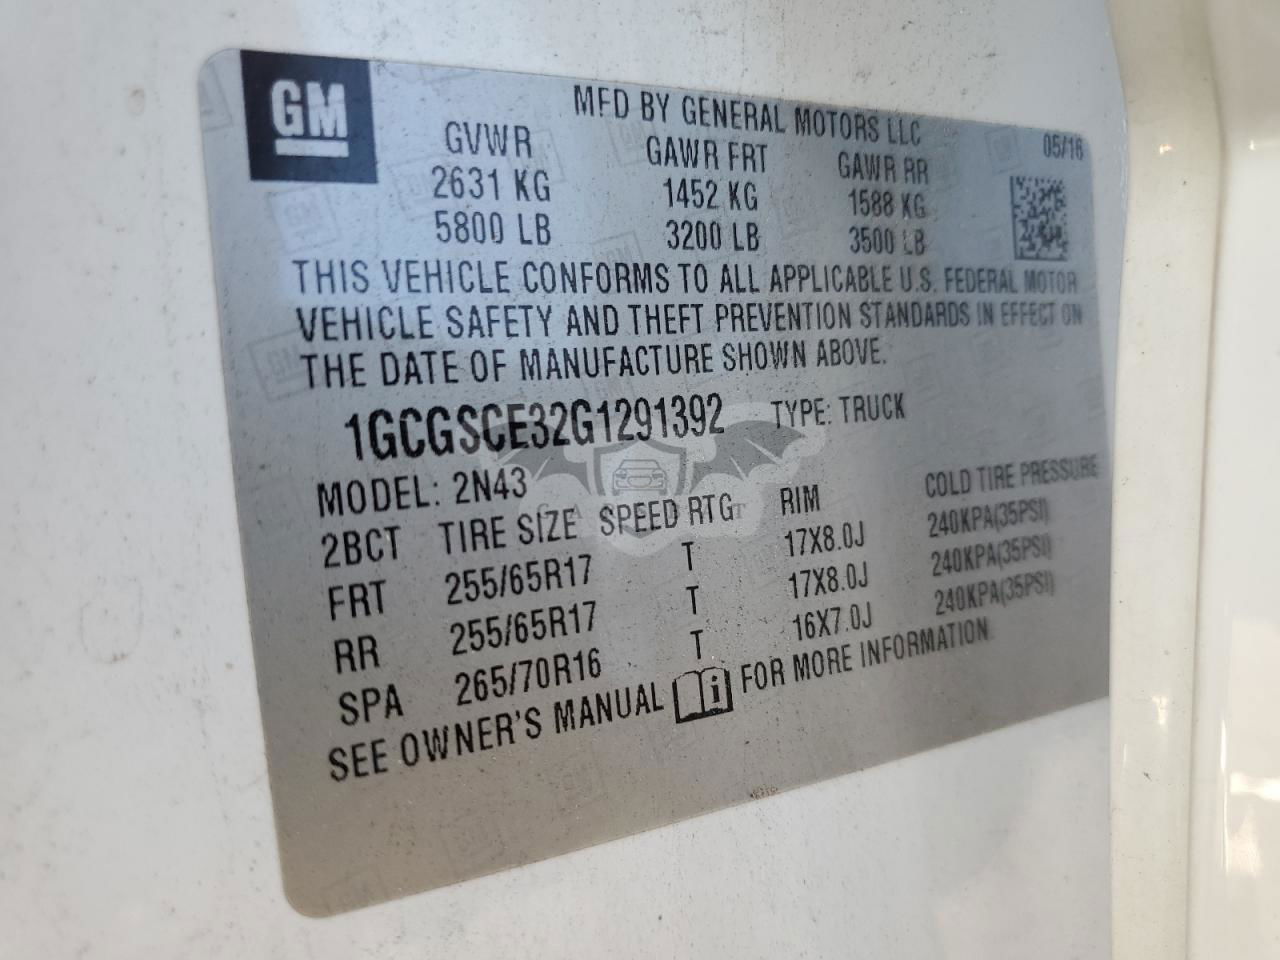 GM
MFD BY GENERAL MOTORS LLC
05/16
GVWR GAWR FRT GAWR RR
2631 KG 1452 KG 1588 KG
5800 LB 3200 LB 3500 LB
THIS VEHICLE CONFORMS TO ALL APPLICABLE U.S. FEDERAL MOTOR
VEHICLE SAFETY AND THEFT PREVENTION STANDARDS IN EFFECT ON
THE DATE OF MANUFACTURE SHOWN ABOVE.
1GCGSCE32G1291392 TYPE: TRUCK
MODEL: 2N43
2BCT TIRE SIZE SPEED RTG RIM COLD TIRE PRESSURE
FRT 255/65R17 T 17X8.0J 240KPA(35PSI)
RR 255/65R17 T 17X8.0J 240KPA(35PSI)
SPA 265/70R16 T 16X7.0J 240KPA(35PSI)
SEE OWNER'S MANUAL i FOR MORE INFORMATION